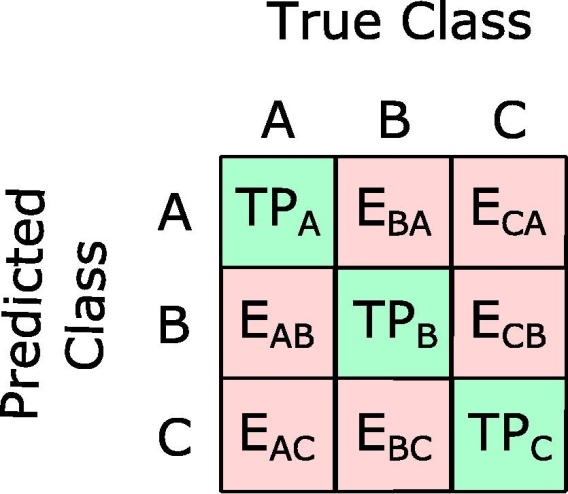 True Class
A B C
Predicted
Class
A TPA EBA ECA
B EAB TPB ECB
C EAC EBC TPC